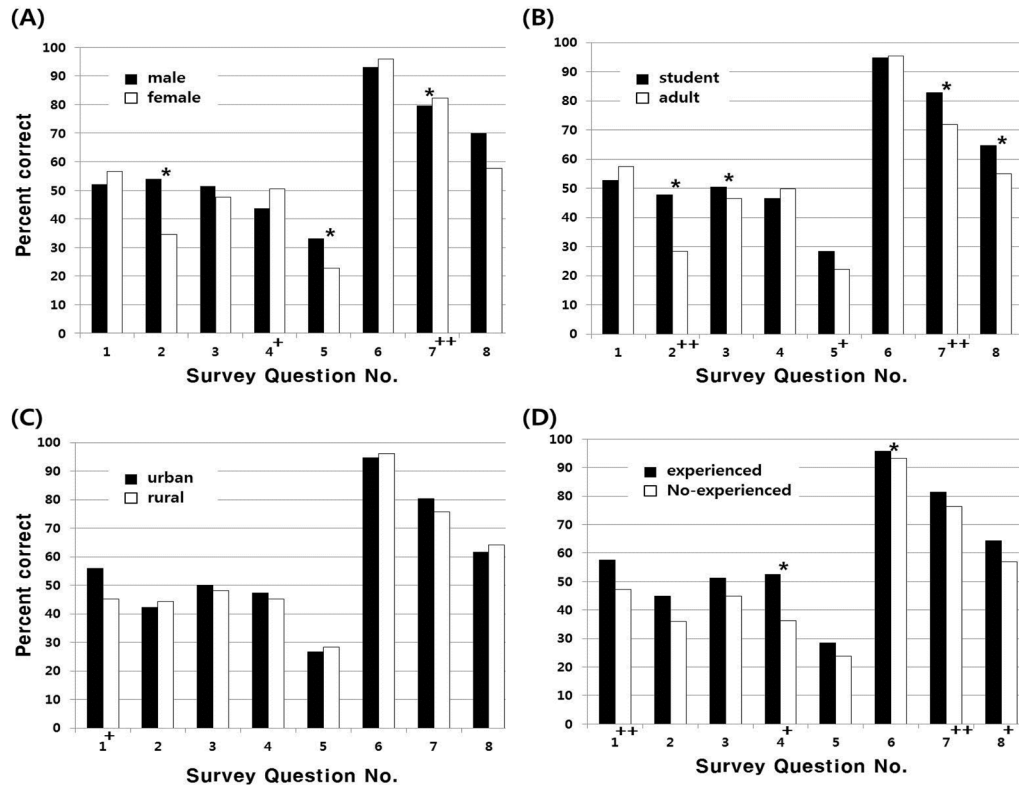 (A)
Percent correct
100
90
80
70
60
50
40
30
20
10
0
male
female
*
*
*
1 2 3 4+ 5 6 7++ 8
Survey Question No.
(B)
100
90
80
70
60
50
40
30
20
10
0
student
adult
*
*
*
*
1 2++ 3 4 5+ 6 7++ 8
Survey Question No.
(C)
Percent correct
100
90
80
70
60
50
40
30
20
10
0
urban
rural
1+ 2 3 4 5 6 7 8
Survey Question No.
(D)
100
90
80
70
60
50
40
30
20
10
0
experienced
No-experienced
*
*
1++ 2 3 4+ 5 6 7++ 8+
Survey Question No.